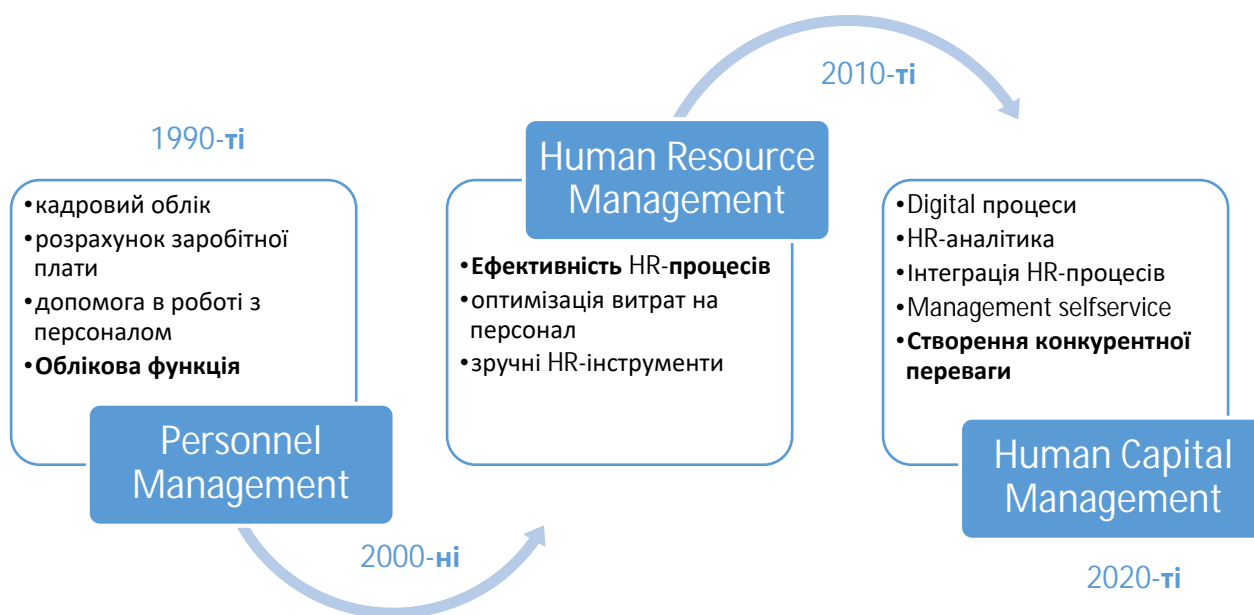 1990-ті
•кадровий облік
•розрахунок заробітної
плати
•допомога в роботі з
персоналом
•Облікова функція
Personnel
Management
2000-ні
Human Resource
Management
•Ефективність HR-процесів
•оптимізація витрат на
персонал
•зручні HR-інструменти
2010-ті
•Digital процеси
•HR-аналітика
•Інтеграція HR-процесів
•Management selfservice
•Створення конкурентної
переваги
Human Capital
Management
2020-ті